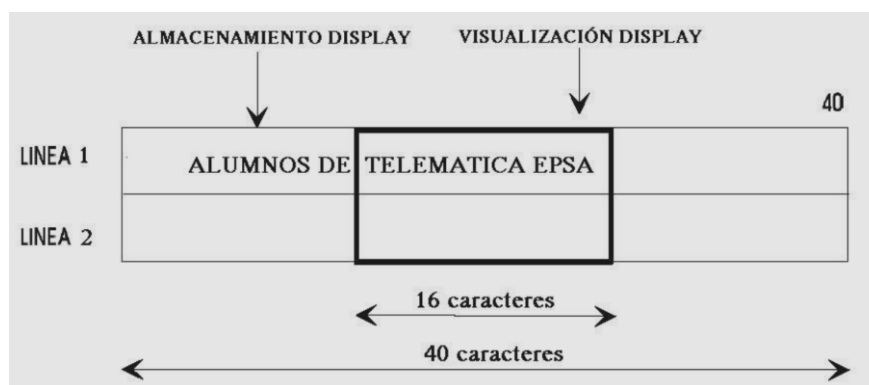 ALMACENAMIENTO DISPLAY VISUALIZACIÓN DISPLAY
40
LINEA 1 ALUMNOS DE TELEMATICA EPSA
LINEA 2
16 caracteres
40 caracteres